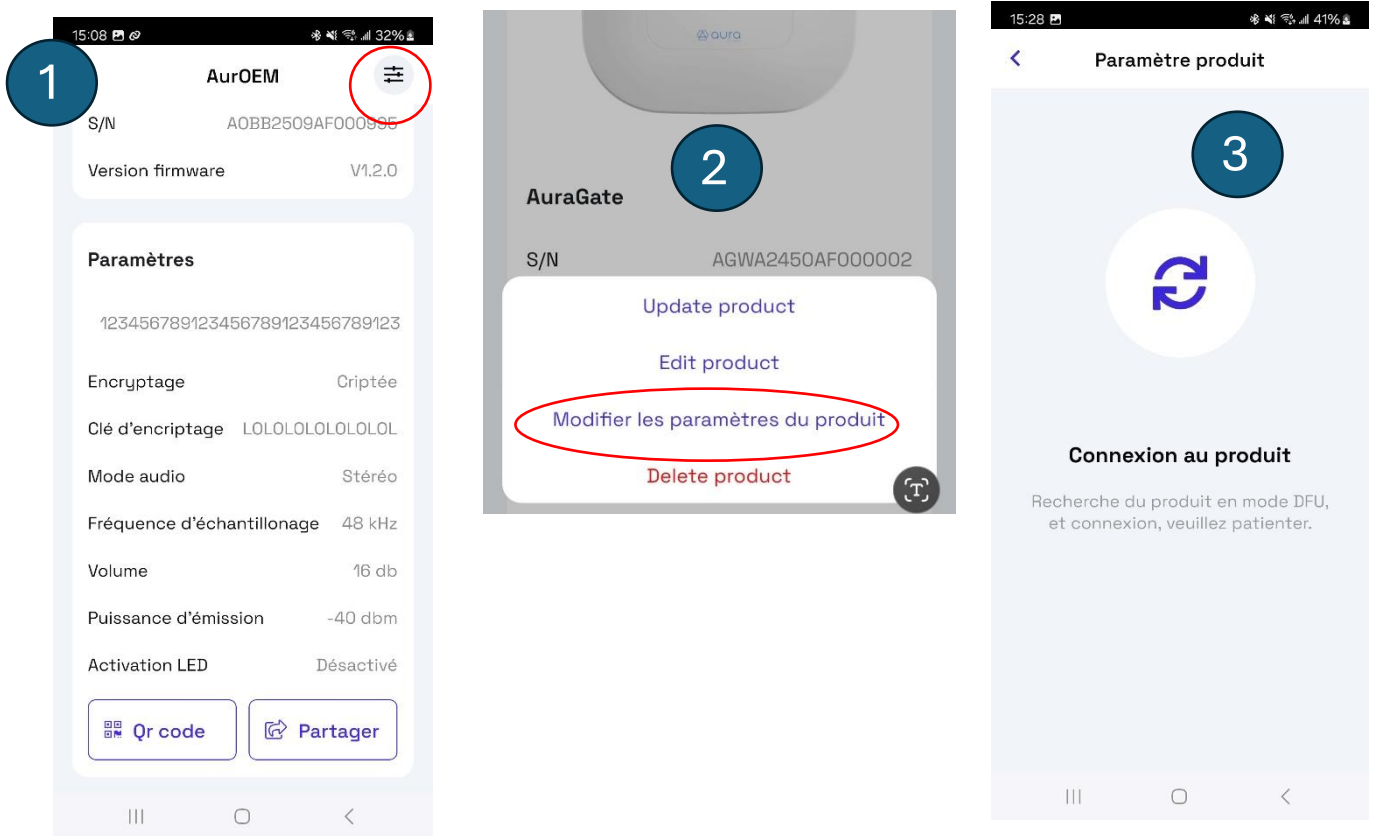 1
15:08
32%
AurOEM
S/N A0BB2509AF000995
Version firmware V1.2.0
Paramètres
1234567891234567891123456789123
Encryptage Criptée
Clé d'encriptage LOLOLOLOLOLOLOL
Mode audio Stéréo
Fréquence d'échantillonage 48 kHz
Volume 16 db
Puissance d'émission -40 dbm
Activation LED Désactivé
Qr code
Partager
aura
2
AuraGate
S/N AGWA2450AF000002
Update product
Edit product
Modifier les paramètres du produit
Delete product
T
15:28
41%
Paramètre produit
3
Connexion au produit
Recherche du produit en mode DFU,
et connexion, veuillez patienter.